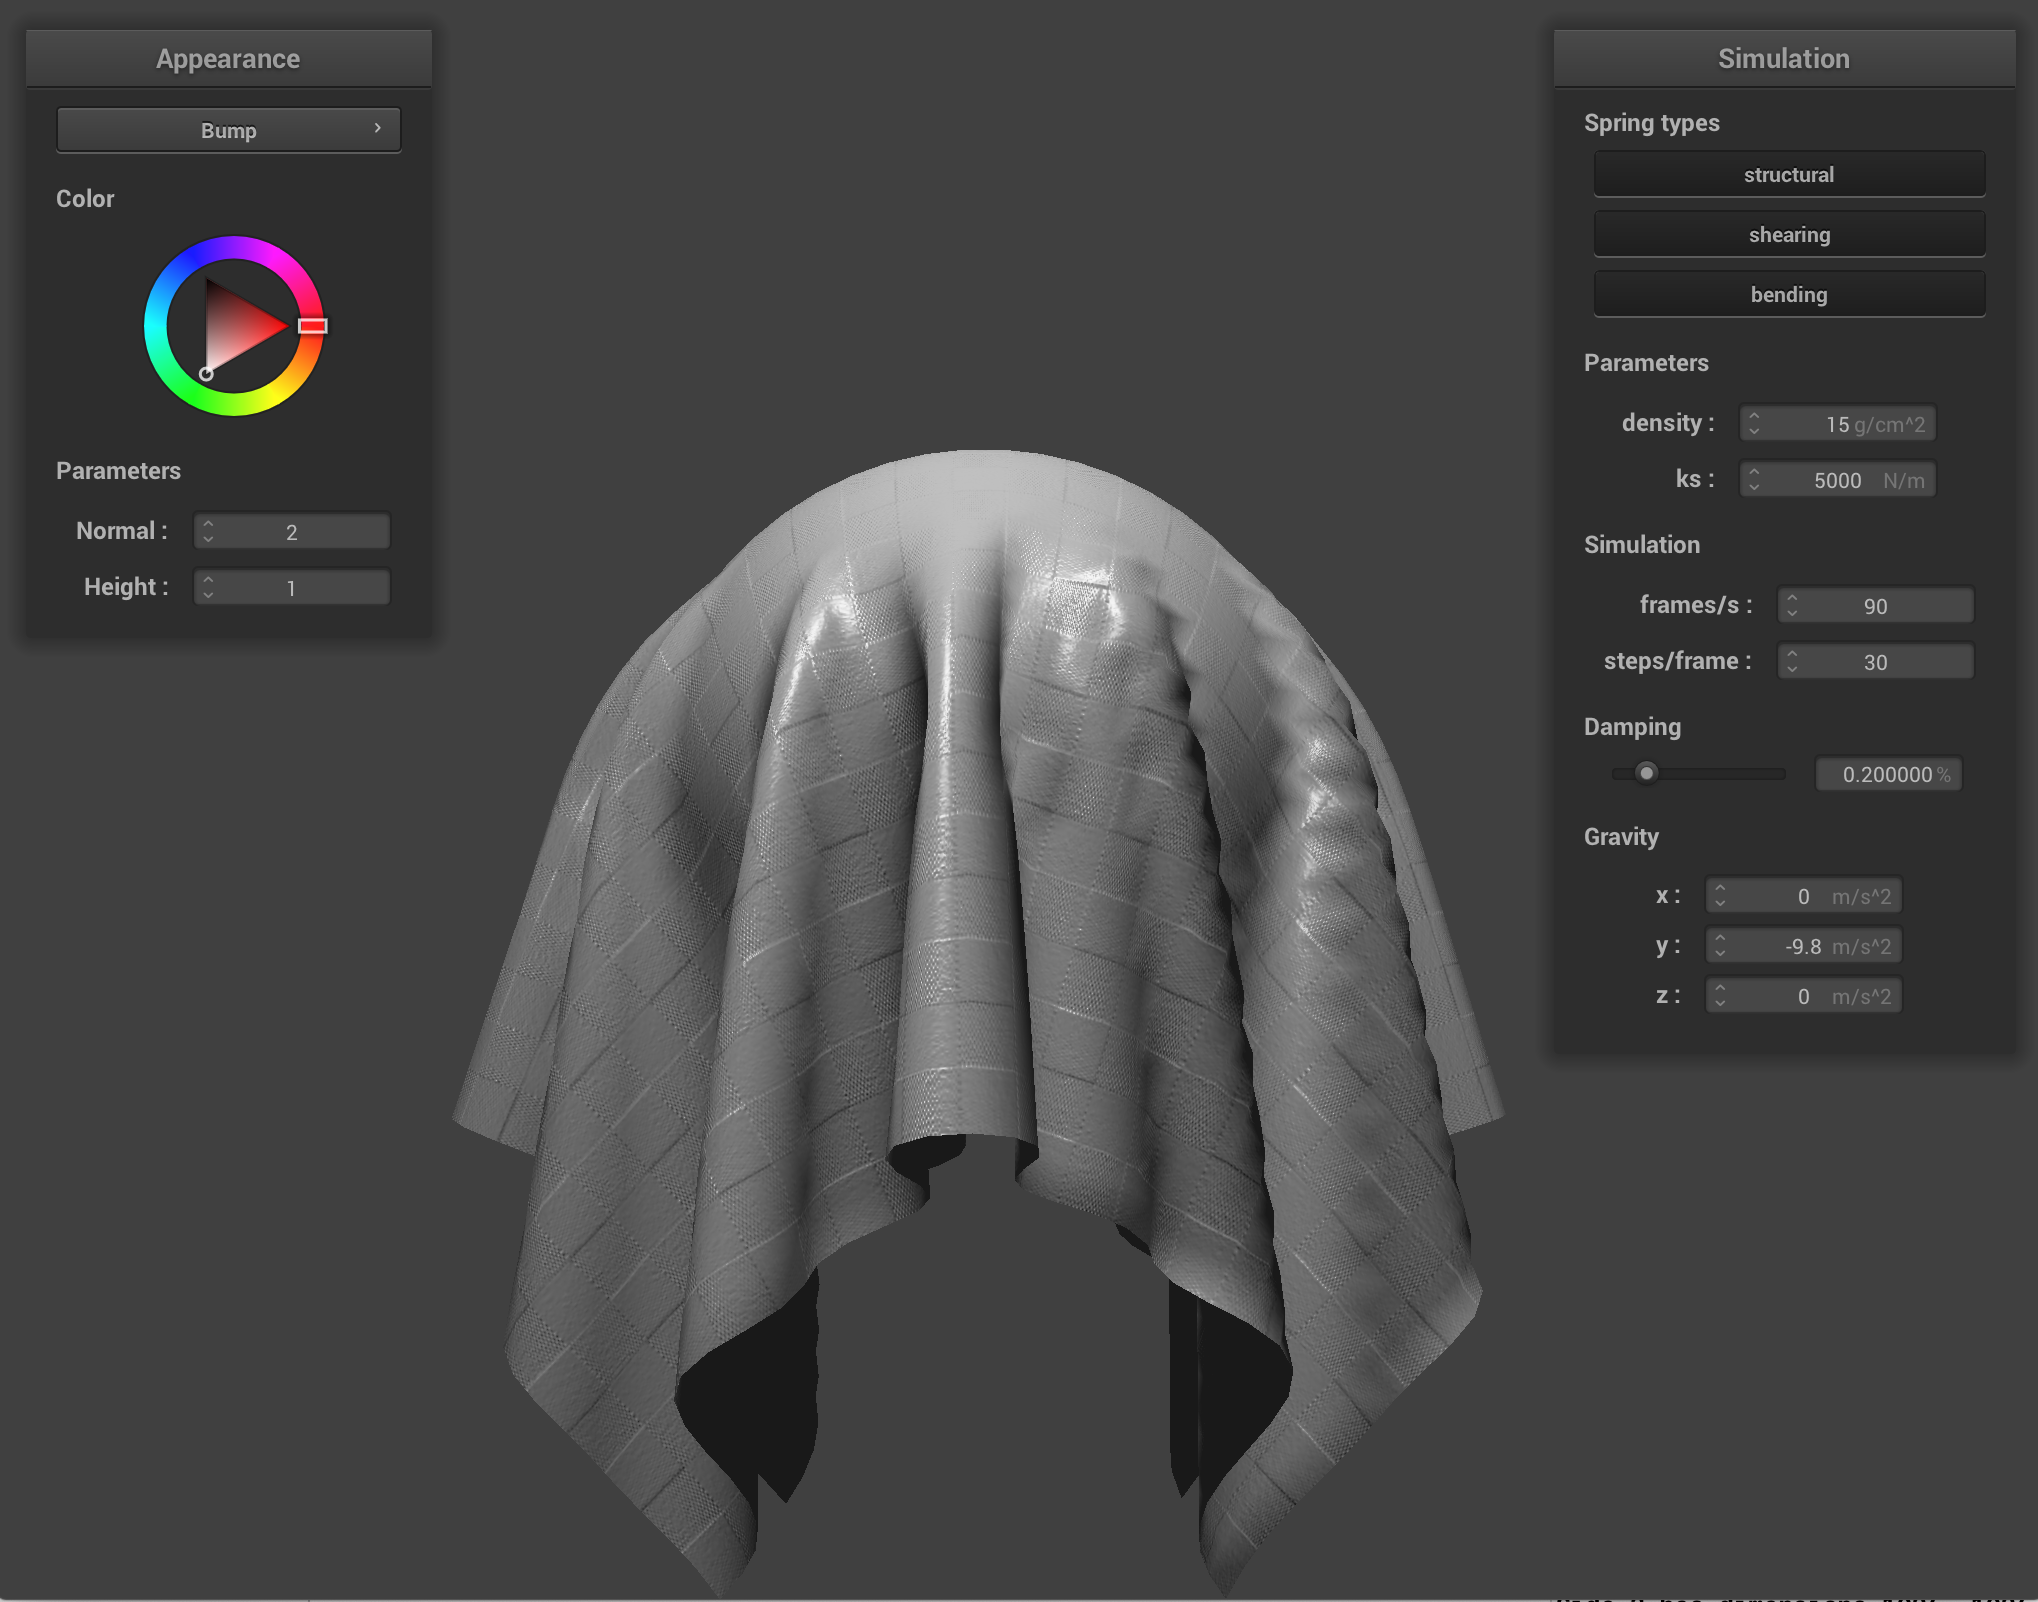 Appearance
Bump
Color
Parameters
Normal : 2
Height : 1
Simulation
Spring types
structural
shearing
bending
Parameters
density : 15 g/cm^2
ks : 5000 N/m
Simulation
frames/s : 90
steps/frame : 30
Damping
0.200000 %
Gravity
x : 0 m/s^2
y : -9.8 m/s^2
z : 0 m/s^2